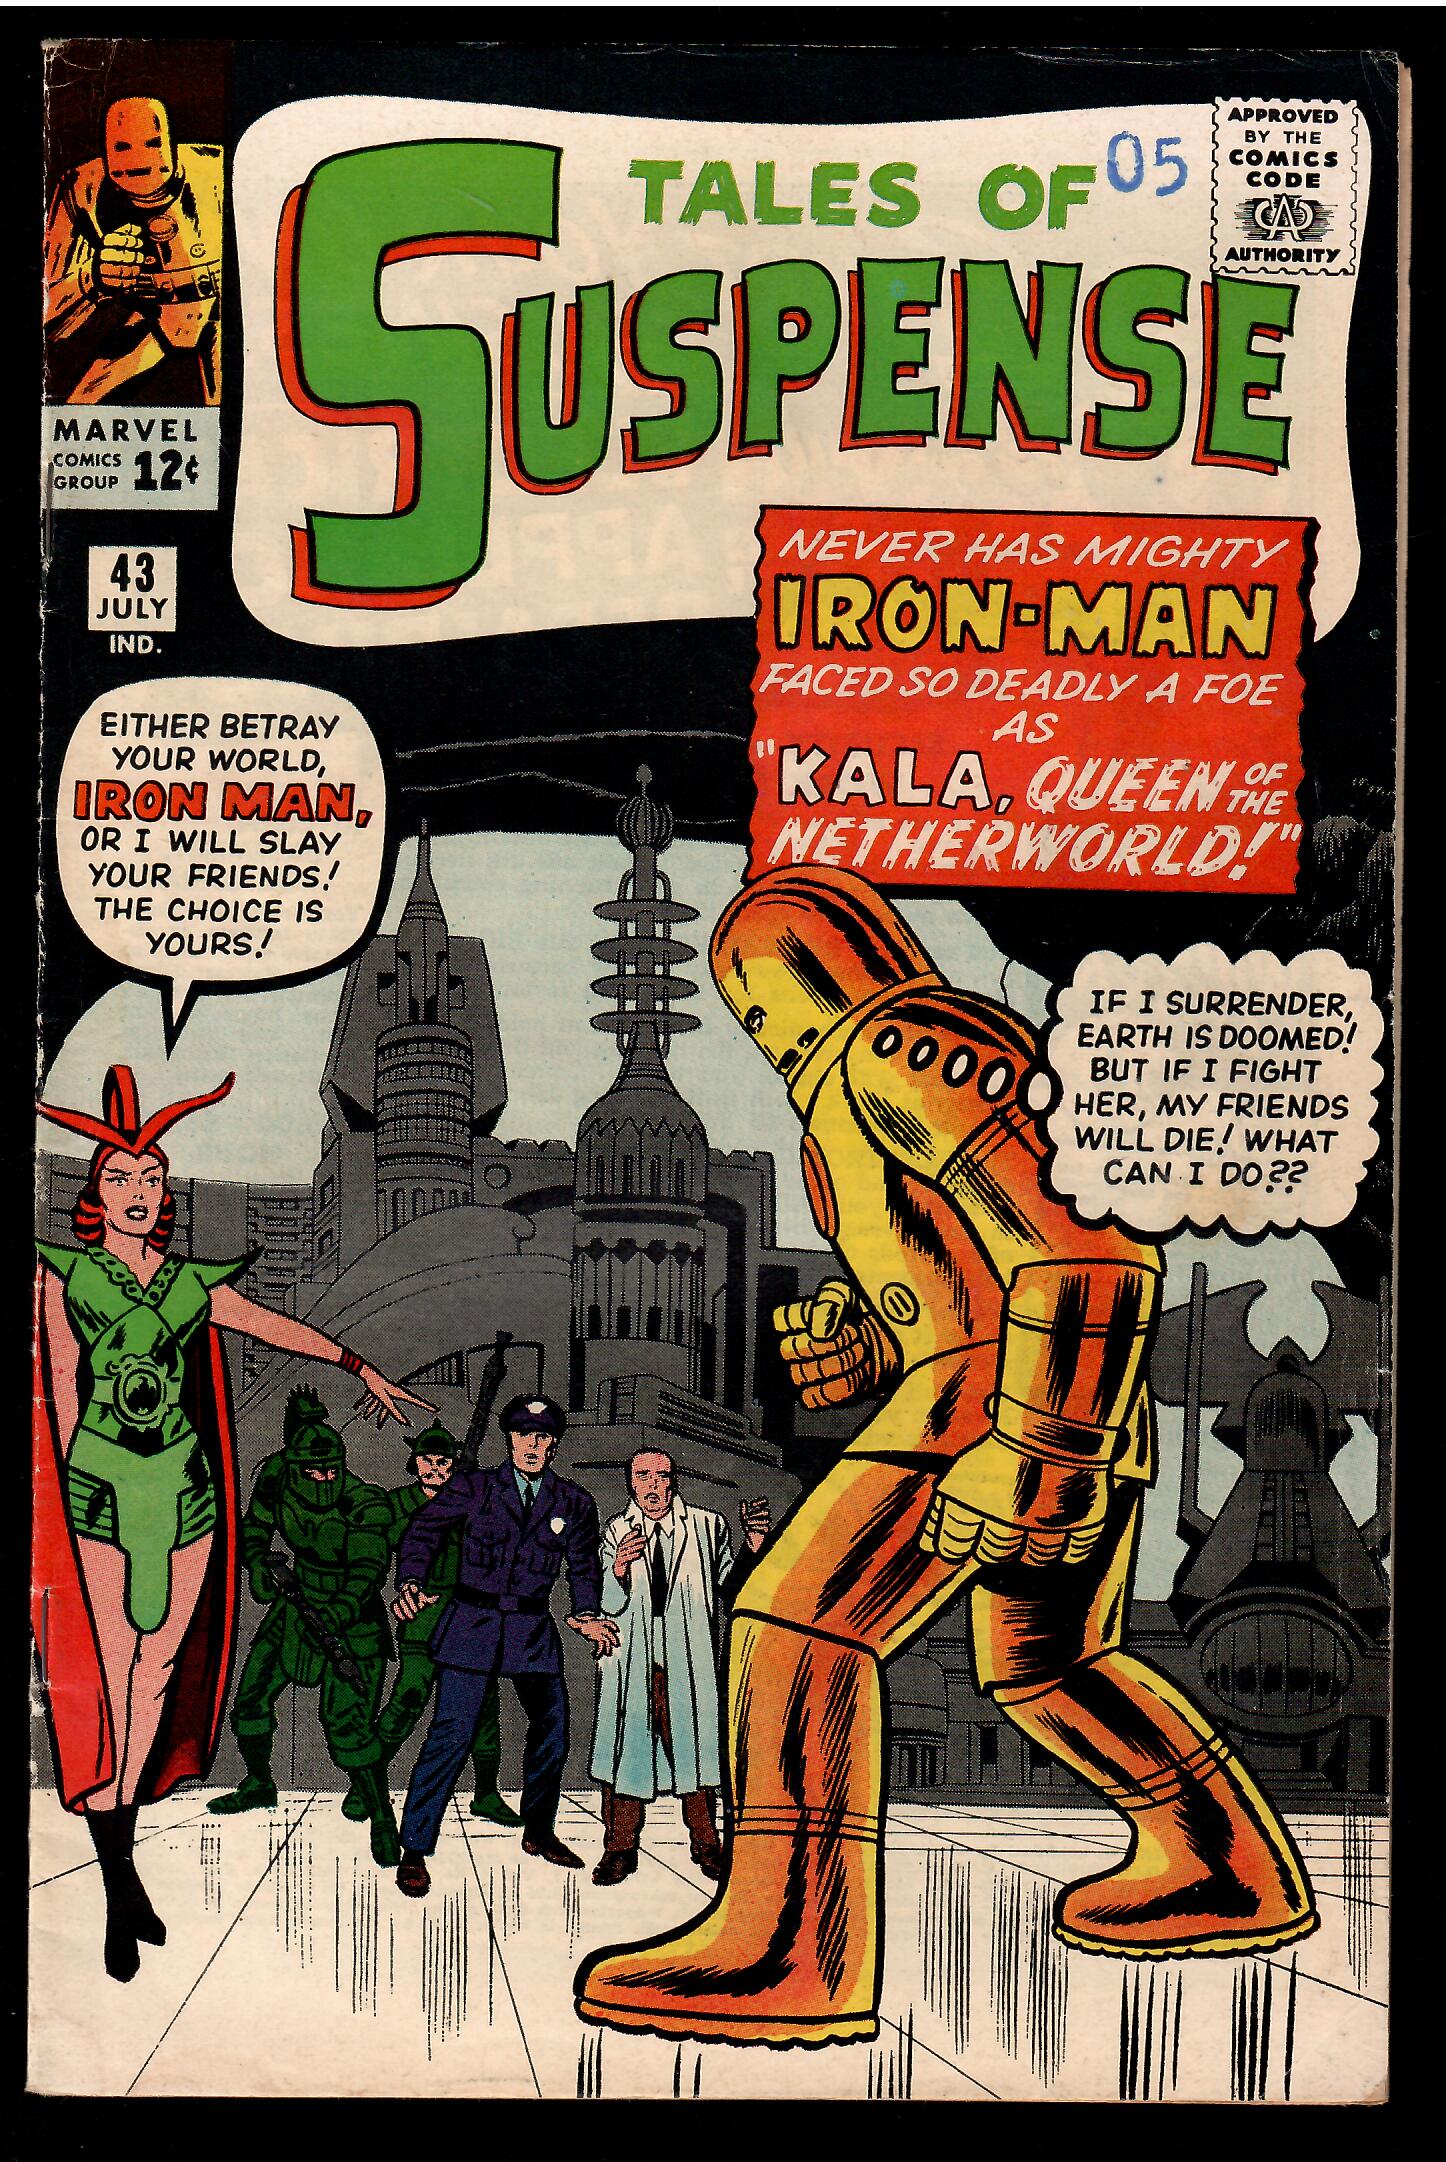 TALES OF
05
SUSPENSE
APPROVED
BY THE
COMICS
CODE
CA
AUTHORITY
MARVEL
COMICS
GROUP 12¢
43
JULY
IND.
NEVER HAS MIGHTY
IRON-MAN
FACED SO DEADLY A FOE
AS
"KALA, QUEEN OF THE
NETHERWORLD!"
EITHER BETRAY
YOUR WORLD,
IRON MAN,
OR I WILL SLAY
YOUR FRIENDS!
THE CHOICE IS
YOURS!
IF I SURRENDER,
EARTH IS DOOMED!
BUT IF I FIGHT
HER, MY FRIENDS
WILL DIE! WHAT
CAN I DO??